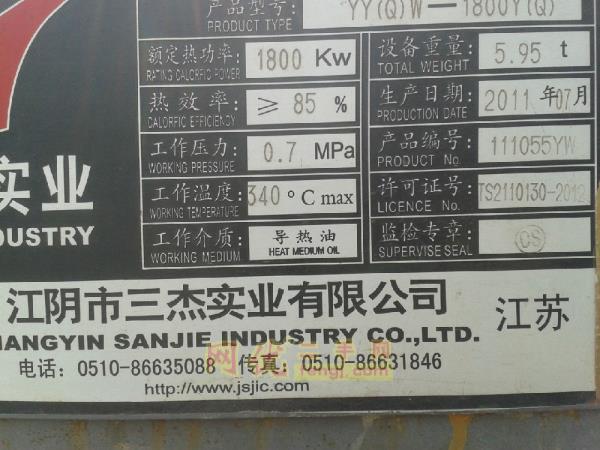 产品型号: YY(Q)W—1800Y(Q)
PRODUCT TYPE
额定热功率: 1800 Kw
RATING CALORFIC POWER
设备重量: 5.95 t
TOTAL WEIGHT
热效率: ≥ 85 %
CALORFIC EFFICIENCY
生产日期: 2011 年 07 月
PRODUCTION DATE
工作压力: 0.7 MPa
WORKING PRESSURE
产品编号: 111055YW
PRODUCT No.
工作温度: 340 °C max
WORKING TEMPERATURE
许可证号: TS2110130-2012
LICENCE No.
工作介质: 导热油
WORKING MEDIUM HEAT MEDIUM OIL
监检专章: CS
SUPERVISE SEAL
实业
INDUSTRY
江阴市三杰实业有限公司 江苏
JIANGYIN SANJIE INDUSTRY CO.,LTD.
电话: 0510-86635088 传真: 0510-86631846
http://www.jsjlc.com